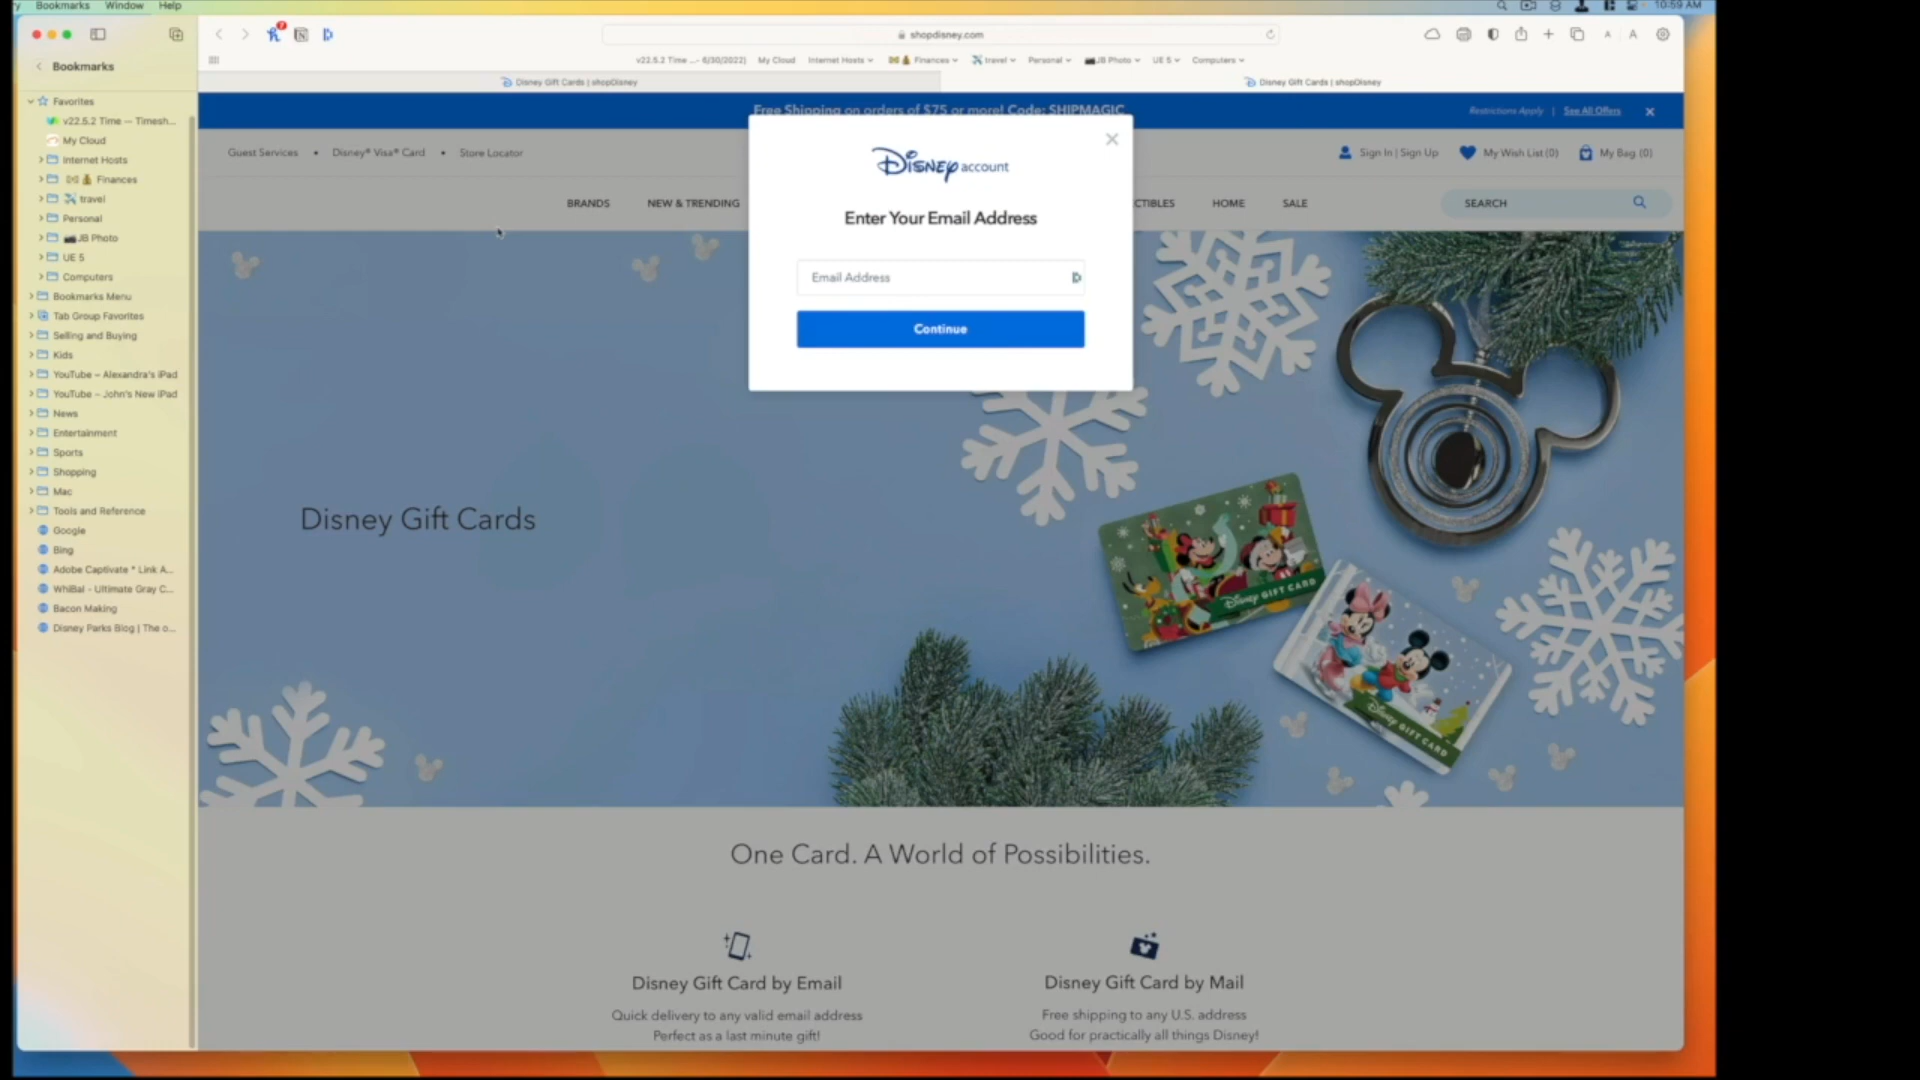 Bookmarks Window Help
10:59 AM
shopdisney.com
Bookmarks
v22.5.2 Time ...- 6/30/2022] My Cloud Internet Hosts Finances travel Personal JB Photo UE 5 Computers
Disney Gift Cards | shopDisney
Disney Gift Cards | shopDisney
Favorites
v22.5.2 Time — Timesh...
My Cloud
Internet Hosts
Finances
travel
Personal
JB Photo
UE 5
Computers
Bookmarks Menu
Tab Group Favorites
Selling and Buying
Kids
YouTube – Alexandra's iPad
YouTube – John's New iPad
News
Entertainment
Sports
Shopping
Mac
Tools and Reference
Google
Bing
Adobe Captivate * Link A...
WhiBal - Ultimate Gray C...
Bacon Making
Disney Parks Blog | The o...
Free Shipping on orders of $75 or more! Code: SHIPMAGIC
Restrictions Apply | See All Offers
Guest Services • Disney® Visa® Card • Store Locator
Sign In | Sign Up My Wish List (0) My Bag (0)
BRANDS NEW & TRENDING CTIBLES HOME SALE SEARCH
Disney account
Enter Your Email Address
Email Address
Continue
Disney Gift Cards
Disney GIFT CARD
Disney GIFT CARD
One Card. A World of Possibilities.
Disney Gift Card by Email
Quick delivery to any valid email address
Perfect as a last minute gift!
Disney Gift Card by Mail
Free shipping to any U.S. address
Good for practically all things Disney!